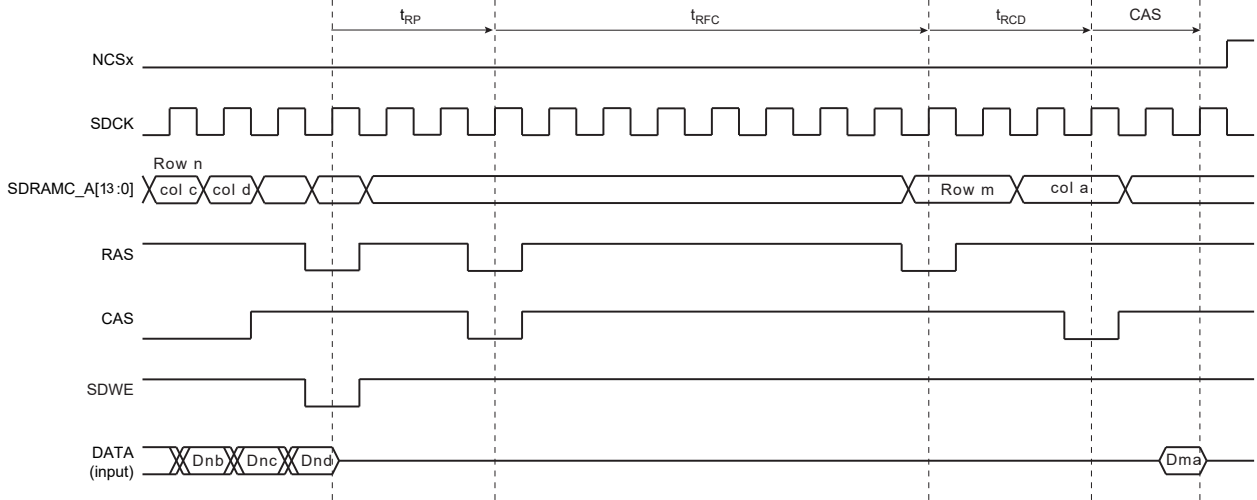 tRP tRFC tRCD CAS
NCSx
SDCK
Row n
SDRAMC_A[13:0] col c col d Row m col a
RAS
CAS
SDWE
DATA
(input) Dnb Dnc Dnd Dma